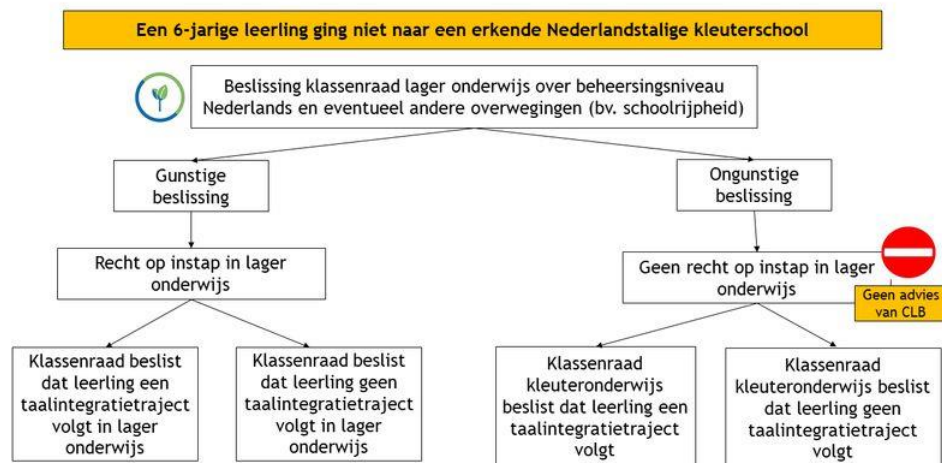 Een 6-jarige leerling ging niet naar een erkende Nederlandstalige kleuterschool
Beslissing klassenraad lager onderwijs over beheersingsniveau
Nederlands en eventueel andere overwegingen (bv. schoolrijpheid)
Gunstige
beslissing
Ongunstige
beslissing
Recht op instap in lager
onderwijs
Geen recht op instap in lager
onderwijs
Geen advies
van CLB
Klassenraad beslist
dat leerling een
taalintegratietraject
volgt in lager
onderwijs
Klassenraad beslist
dat leerling geen
taalintegratietraject
volgt in lager
onderwijs
Klassenraad
kleuteronderwijs
beslist dat leerling een
taalintegratietraject
volgt
Klassenraad
kleuteronderwijs beslist
dat leerling geen
taalintegratietraject
volgt